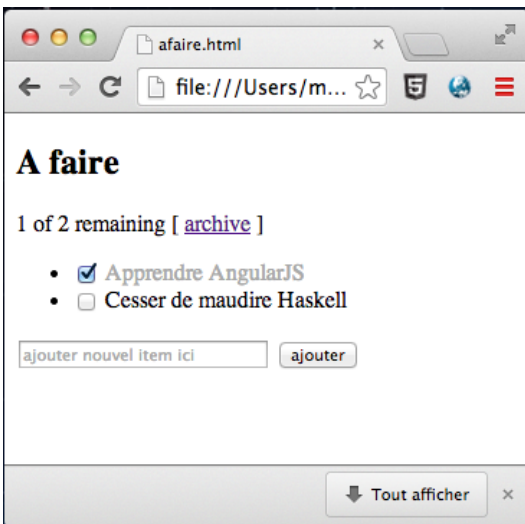 afaire.html
file:///Users/m...
A faire
1 of 2 remaining [ archive ]
Apprendre AngularJS
Cesser de maudire Haskell
ajouter nouvel item ici
ajouter
Tout afficher